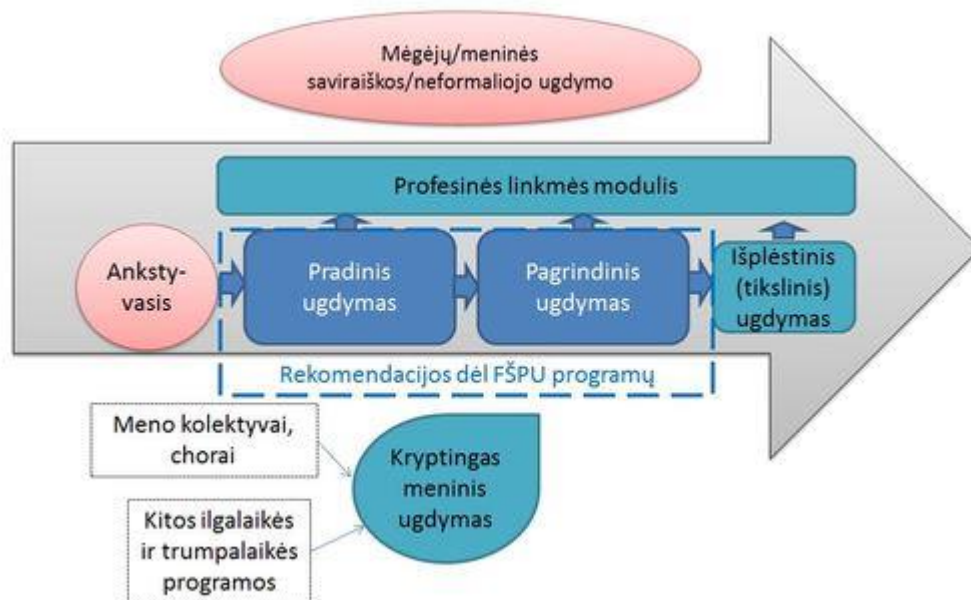 Mėgėjų/meninės
saviraiškos/neformaliojo ugdymo
Profesinės linkmės modulis
Anksty-
vasis
Pradinis
ugdymas
Pagrindinis
ugdymas
Išplėstinis
(tikslinis)
ugdymas
Rekomendacijos dėl FŠPU programų
Meno kolektyvai,
chorai
Kryptingas
meninis
ugdymas
Kitos ilgalaikės
ir trumpalaikės
programos